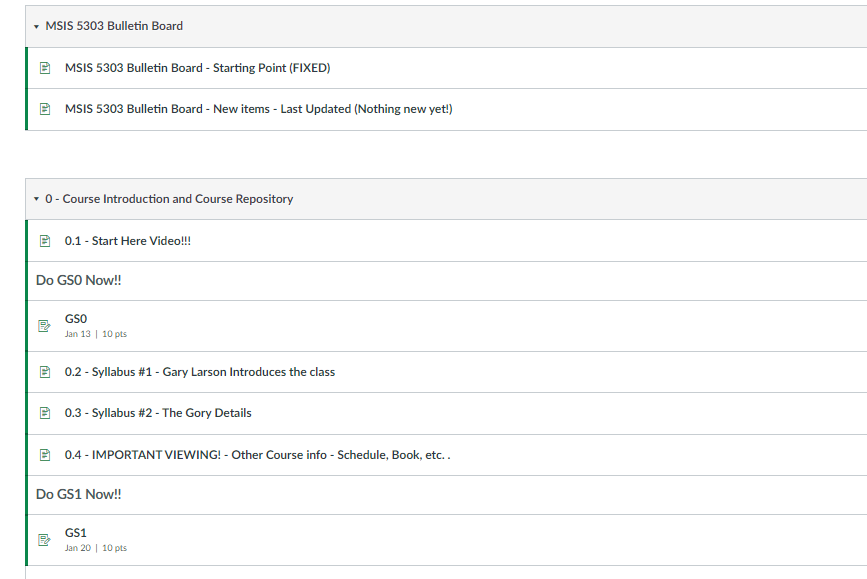 MSIS 5303 Bulletin Board
MSIS 5303 Bulletin Board - Starting Point (FIXED)
MSIS 5303 Bulletin Board - New items - Last Updated (Nothing new yet!)
0 - Course Introduction and Course Repository
0.1 - Start Here Video!!!
Do GS0 Now!!
GS0
Jan 13 | 10 pts
0.2 - Syllabus #1 - Gary Larson Introduces the class
0.3 - Syllabus #2 - The Gory Details
0.4 - IMPORTANT VIEWING! - Other Course info - Schedule, Book, etc. .
Do GS1 Now!!
GS1
Jan 20 | 10 pts